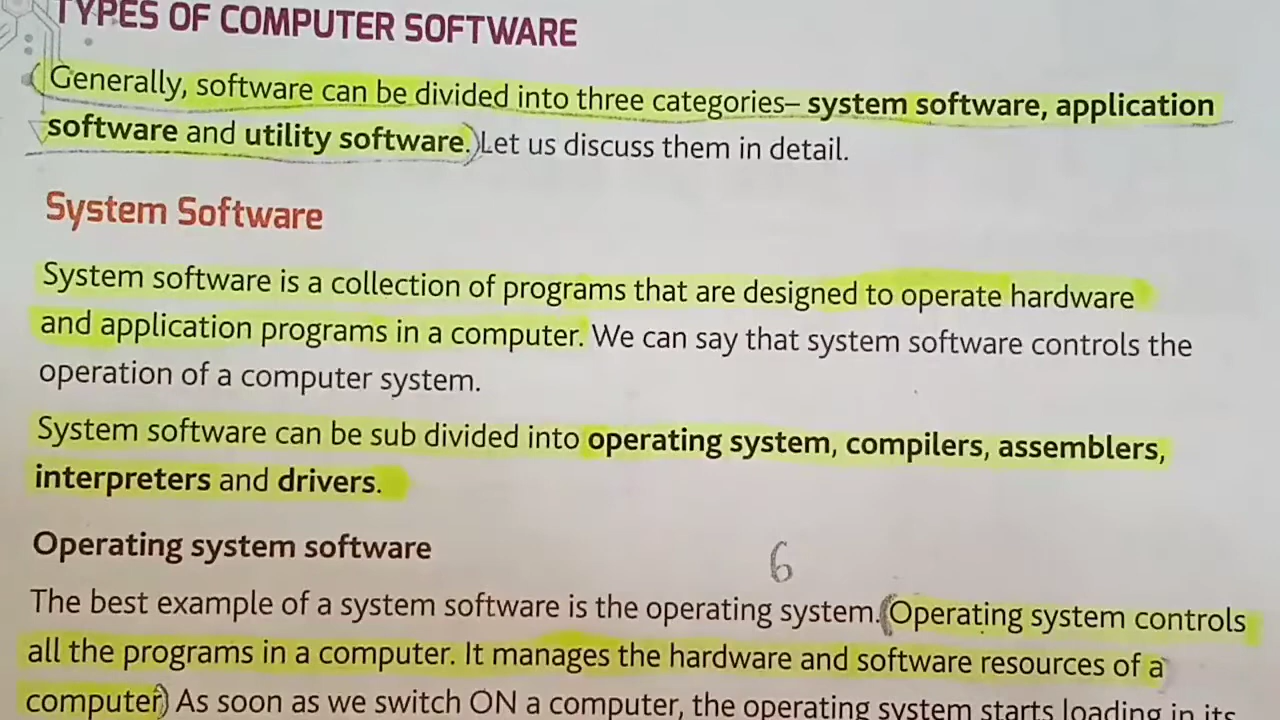 TYPES OF COMPUTER SOFTWARE
(Generally, software can be divided into three categories– system software, application
software and utility software.) Let us discuss them in detail.
System Software
System software is a collection of programs that are designed to operate hardware
and application programs in a computer. We can say that system software controls the
operation of a computer system.
System software can be sub divided into operating system, compilers, assemblers,
interpreters and drivers.
Operating system software
6
The best example of a system software is the operating system. (Operating system controls
all the programs in a computer. It manages the hardware and software resources of a
computer) As soon as we switch ON a computer, the operating system starts loading in its